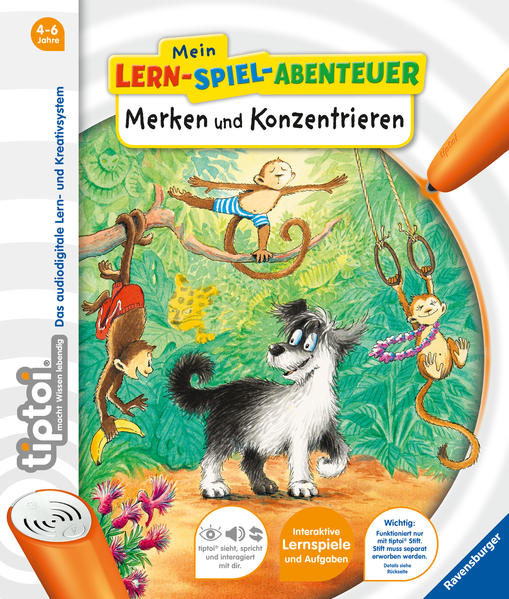 4-6
Jahre
Mein
LERN-SPIEL-ABENTEUER
Merken und Konzentrieren
tiptoi
Das audiodigitale Lern- und Kreativsystem
tiptoi®
macht Wissen lebendig
tiptoi® sieht, spricht
und interagiert
mit dir.
Interaktive
Lernspiele
und Aufgaben
Wichtig:
Funktioniert nur
mit tiptoi® Stift.
Stift muss separat
erworben werden.
Details siehe
Rückseite
Ravensburger